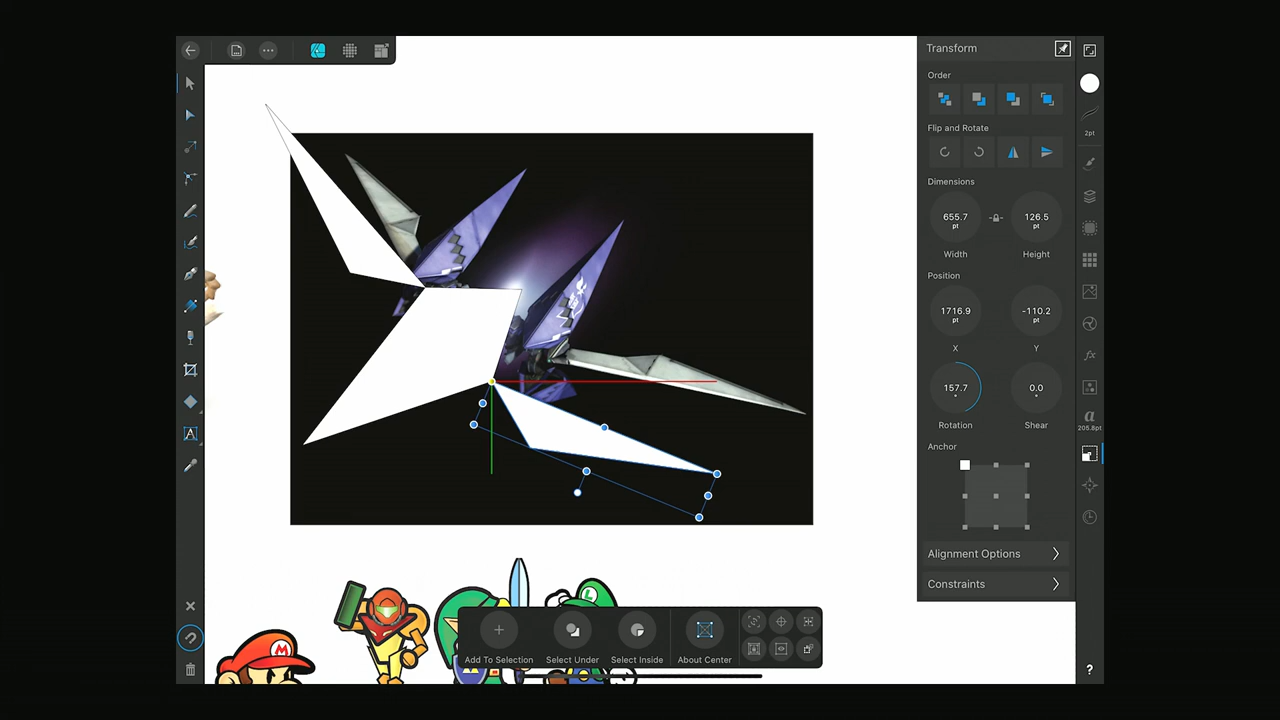 Transform
Order
2pt
Flip and Rotate
Dimensions
655.7 pt
126.5 pt
Width
Height
Position
1716.9 pt
-110.2 pt
X
Y
157.7 °
0.0 °
a
205.8pt
Rotation
Shear
Anchor
Alignment Options
Constraints
fx
A
L
M
Add To Selection
Select Under
Select Inside
About Center
?